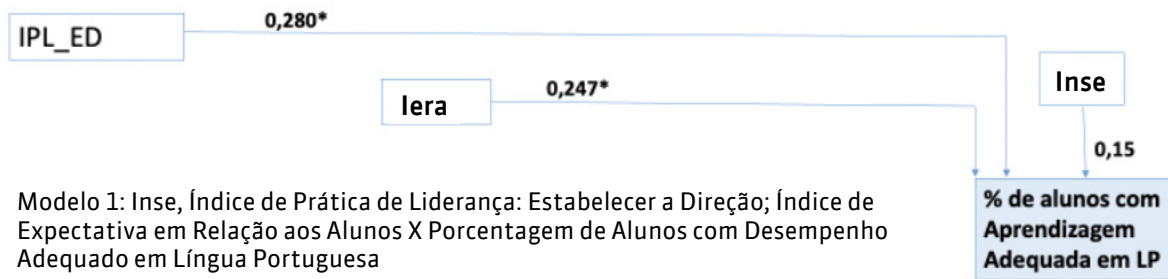 0,280*
IPL_ED
Inse
0,247*
Iera
0,15
Modelo 1: Inse, Índice de Prática de Liderança: Estabelecer a Direção; Índice de
Expectativa em Relação aos Alunos X Porcentagem de Alunos com Desempenho
Adequado em Língua Portuguesa
% de alunos com
Aprendizagem
Adequada em LP